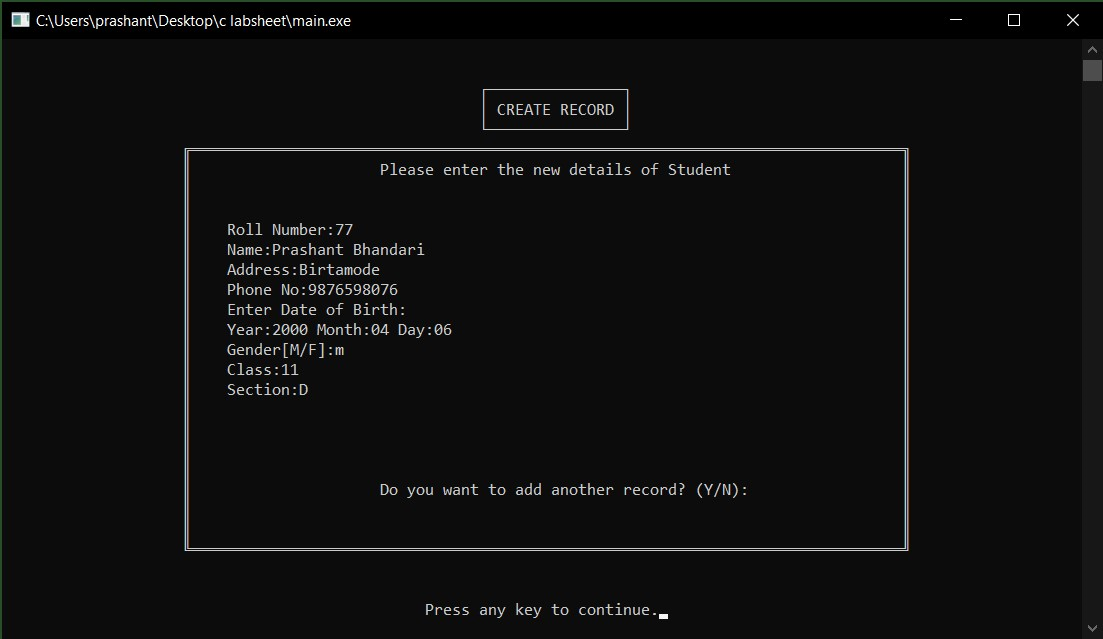 C:\Users\prashant\Desktop\c labsheet\main.exe
CREATE RECORD
Please enter the new details of Student
Roll Number:77
Name:Prashant Bhandari
Address:Birtamode
Phone No:9876598076
Enter Date of Birth:
Year:2000 Month:04 Day:06
Gender[M/F]:m
Class:11
Section:D
Do you want to add another record? (Y/N):
Press any key to continue.